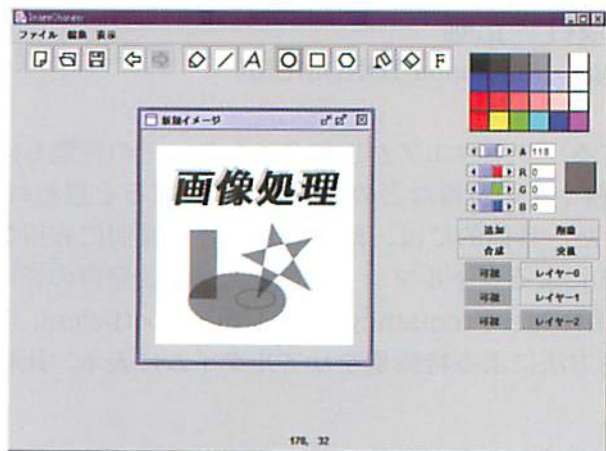 ImageChanger
ファイル 編集 表示
A F
新規イメージ
画像処理
A 118
R 0
G 0
B 0
追加 削除
合成 交換
可視 レイヤー0
可視 レイヤー1
可視 レイヤー2
178, 32